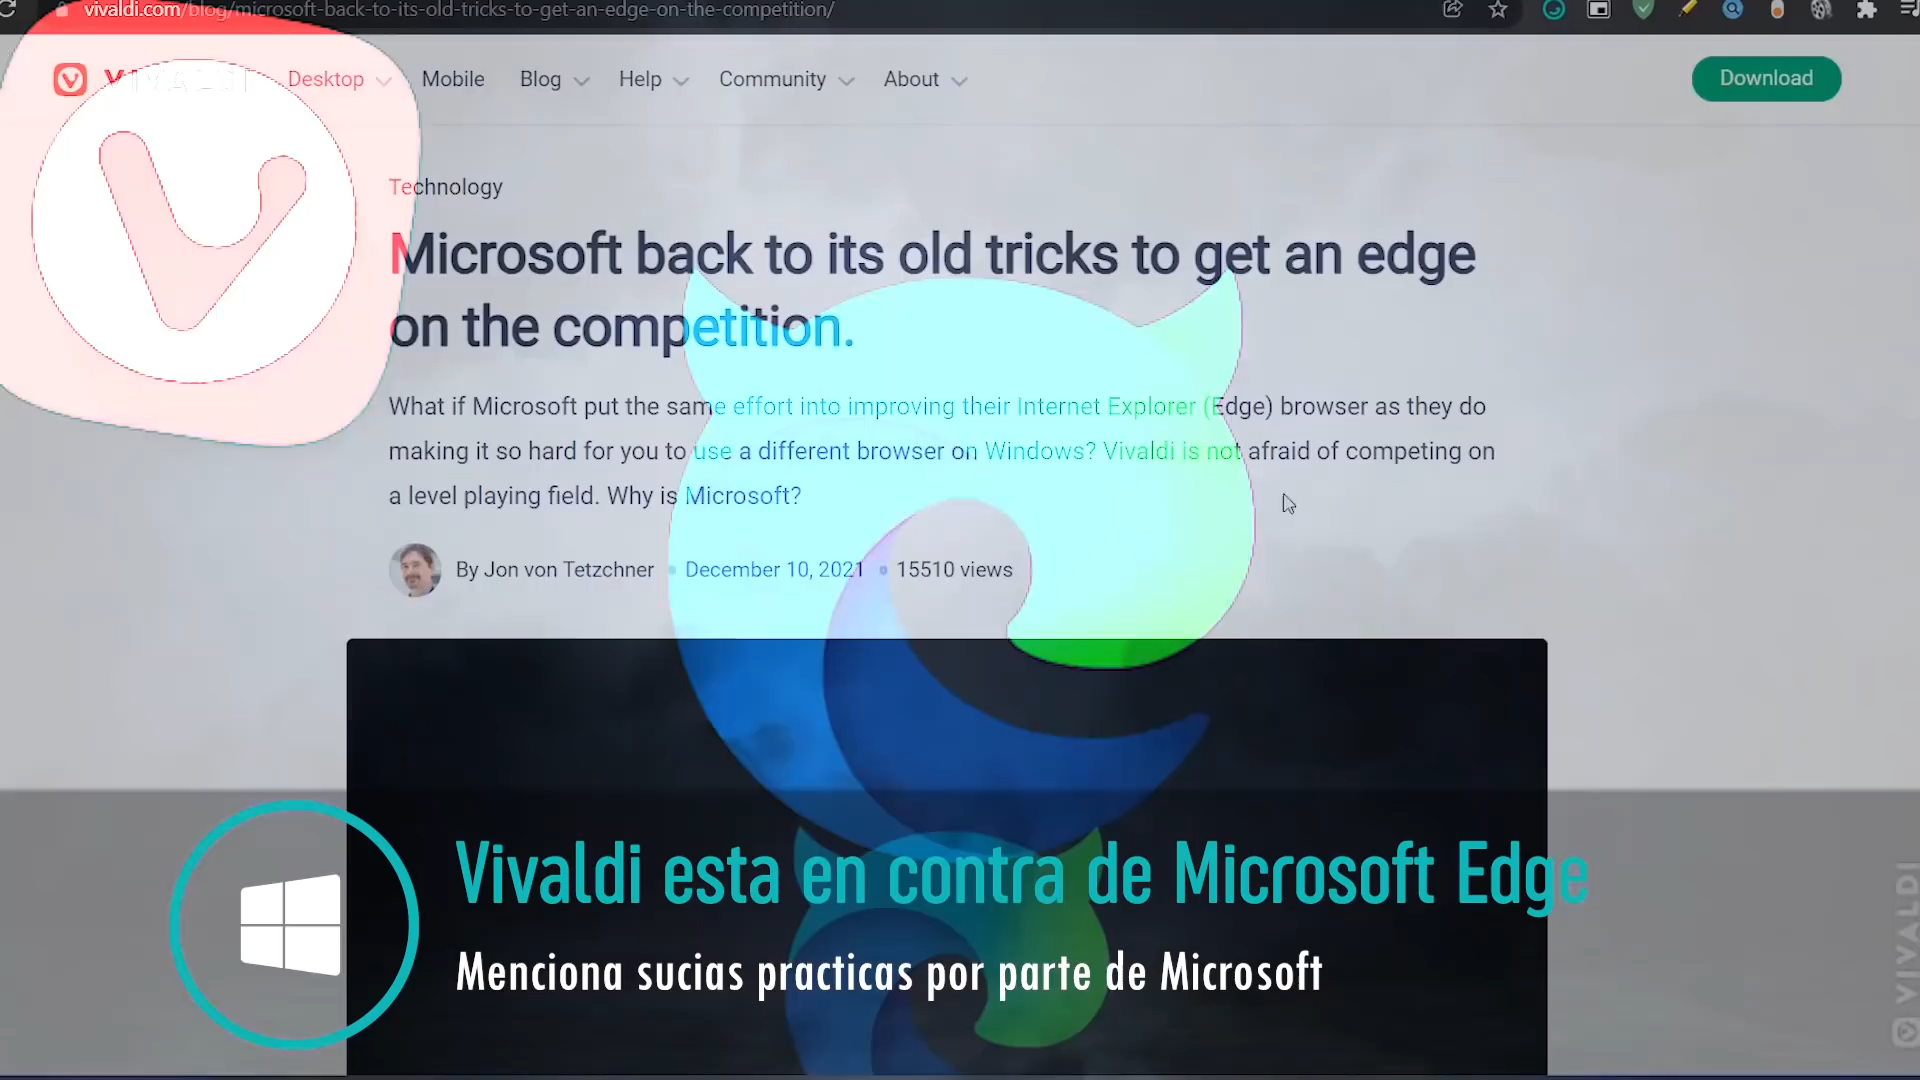 vivaldi.com/blog/microsoft-back-to-its-old-tricks-to-get-an-edge-on-the-competition/
VIVALDI Desktop Mobile Blog Help Community About Download
Technology
Microsoft back to its old tricks to get an edge
on the competition.
What if Microsoft put the same effort into improving their Internet Explorer (Edge) browser as they do
making it so hard for you to use a different browser on Windows? Vivaldi is not afraid of competing on
a level playing field. Why is Microsoft?
By Jon von Tetzchner • December 10, 2021 • 15510 views
Vivaldi esta en contra de Microsoft Edge
Menciona sucias practicas por parte de Microsoft
VIVALDI